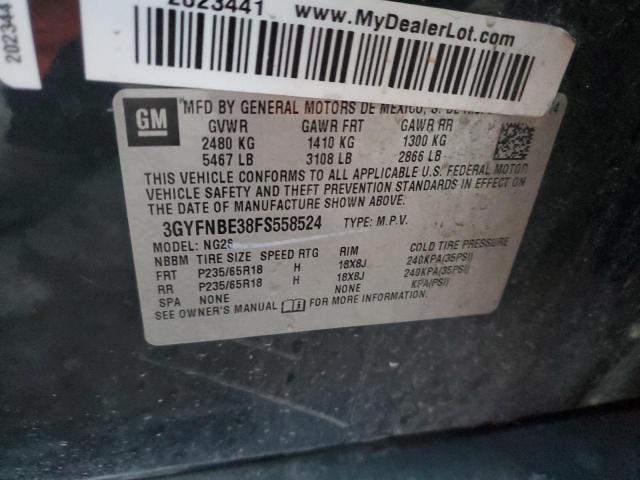 2023441
www.MyDealerLot.com
2023441
GM
MFD BY GENERAL MOTORS DE MEXICO, S. DE
GVWR GAWR FRT GAWR RR
2480 KG 1410 KG 1300 KG
5467 LB 3108 LB 2866 LB
THIS VEHICLE CONFORMS TO ALL APPLICABLE U.S. FEDERAL MOTOR
VEHICLE SAFETY AND THEFT PREVENTION STANDARDS IN EFFECT ON
THE DATE OF MANUFACTURE SHOWN ABOVE.
3GYFNBE38FS558524 TYPE: M.P.V.
MODEL: NG26
NBBM TIRE SIZE SPEED RTG RIM COLD TIRE PRESSURE
FRT P235/65R18 H 18X8J 240KPA(35PSI)
RR P235/65R18 H 18X8J 240KPA(35PSI)
SPA NONE NONE KPA(PSI)
SEE OWNER'S MANUAL FOR MORE INFORMATION.